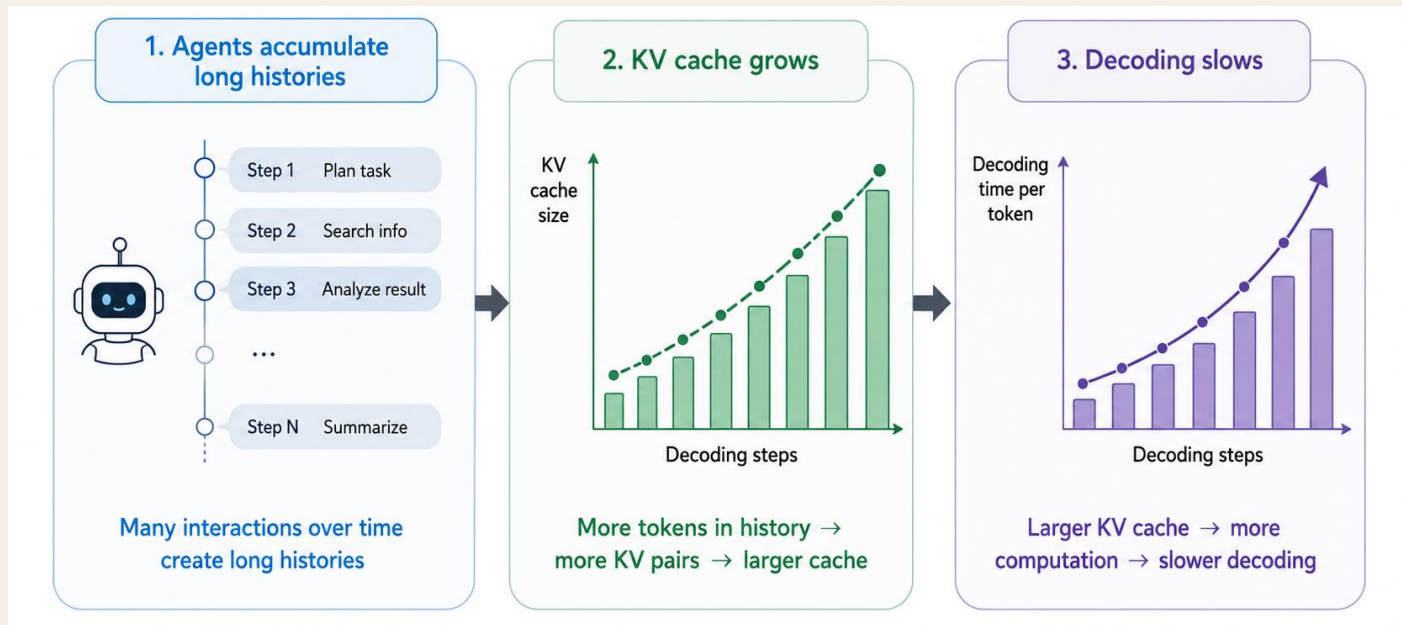 1. Agents accumulate
long histories
Step 1 Plan task
Step 2 Search info
Step 3 Analyze result
...
Step N Summarize
Many interactions over time
create long histories
2. KV cache grows
KV
cache
size
Decoding steps
More tokens in history →
more KV pairs → larger cache
3. Decoding slows
Decoding
time per
token
Decoding steps
Larger KV cache → more
computation → slower decoding